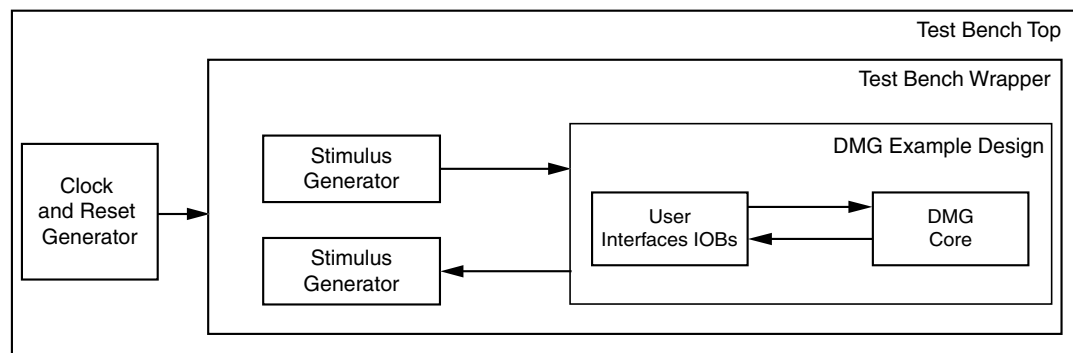 Test Bench Top
Test Bench Wrapper
DMG Example Design
Stimulus
Generator
Clock
and Reset
Generator
User
Interfaces IOBs
DMG
Core
Stimulus
Generator